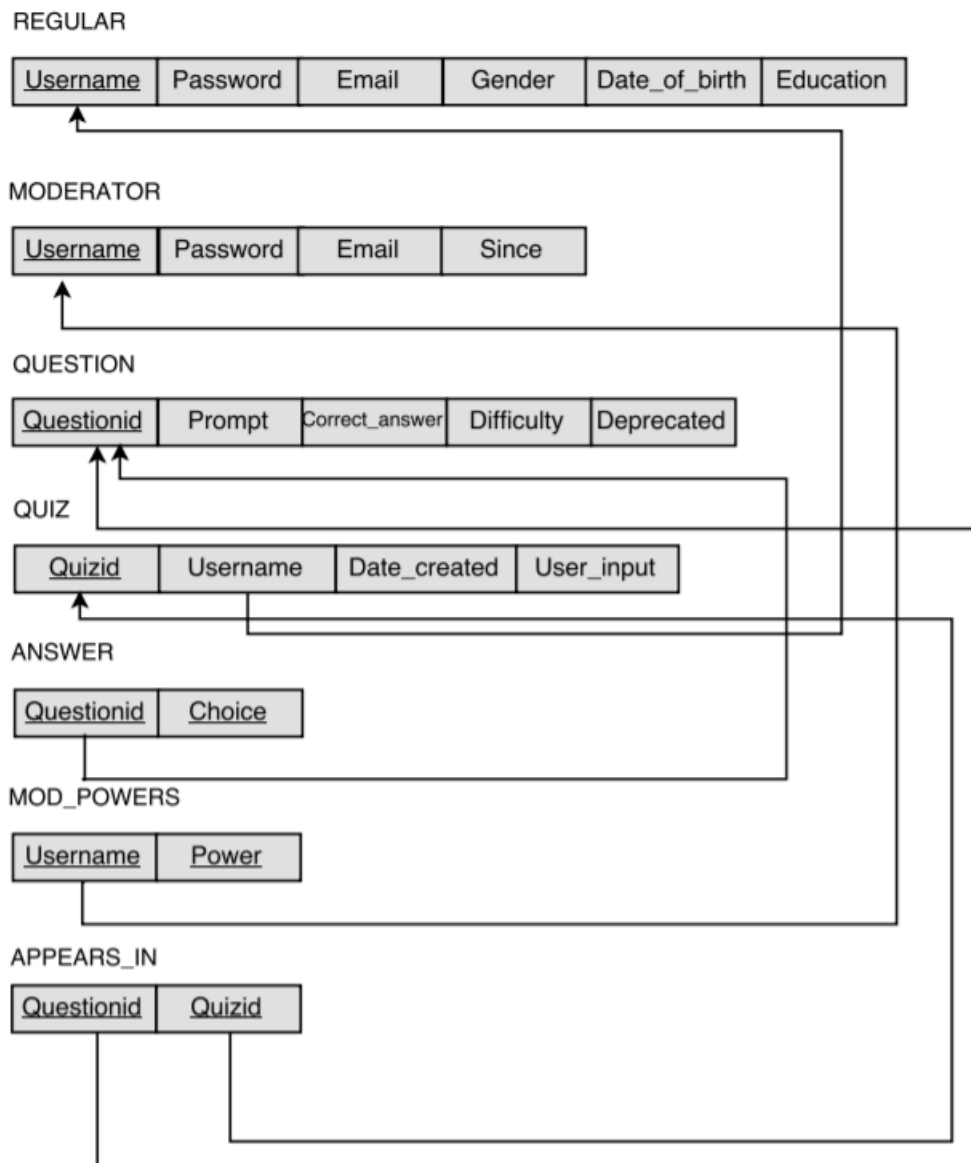 REGULAR
Username Password Email Gender Date_of_birth Education
MODERATOR
Username Password Email Since
QUESTION
Questionid Prompt Correct_answer Difficulty Deprecated
QUIZ
Quizid Username Date_created User_input
ANSWER
Questionid Choice
MOD_POWERS
Username Power
APPEARS_IN
Questionid Quizid